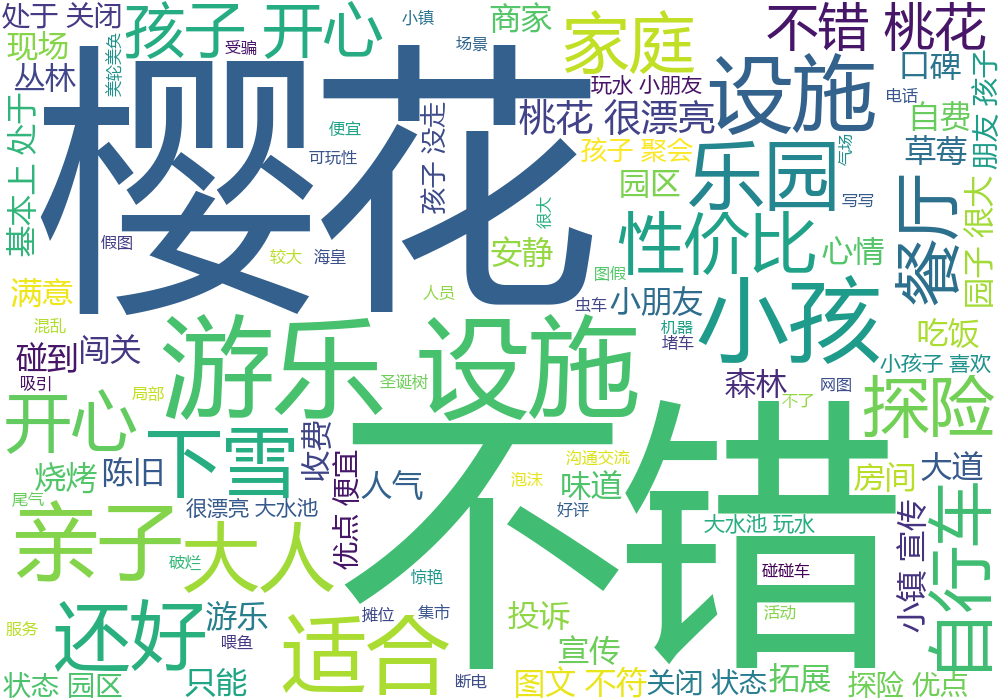 处于 关闭
孩子 开心
小镇
商家
家庭
不错 桃花
现场
美轮美奂
受骗
场景
丛林
樱花
玩水 小朋友
设施
口碑
电话
朋友 孩子
基本上 处于
便宜
可玩性
孩子 没走
桃花 很漂亮
自费
孩子 聚会
乐园
气场
草莓
园区
写写
餐厅
园子 很大
假图
较大
海皇
很大
安静
性价比
心情
图假
满意
人员
虫车
小朋友
小孩
混乱
碰到
闯关
游乐 设施
机器
堵车
吃饭
小孩子 喜欢
吸引
局部
圣诞树
森林
网图
不了
探险
开心
下雪
收费
不错
烧烤
陈旧
优点 便宜
人气
沟通交流
泡沫
味道
房间
大道
尾气
很漂亮 大水池
好评
大水池 玩水
小镇 宣传
自行车
亲子
大人
破烂
惊艳
碰碰车
服务
还好
游乐
喂鱼
适合
摊位
集市
投诉
活动
宣传
状态 园区
只能
断电
图文 不符
关闭 状态
拓展
探险 优点